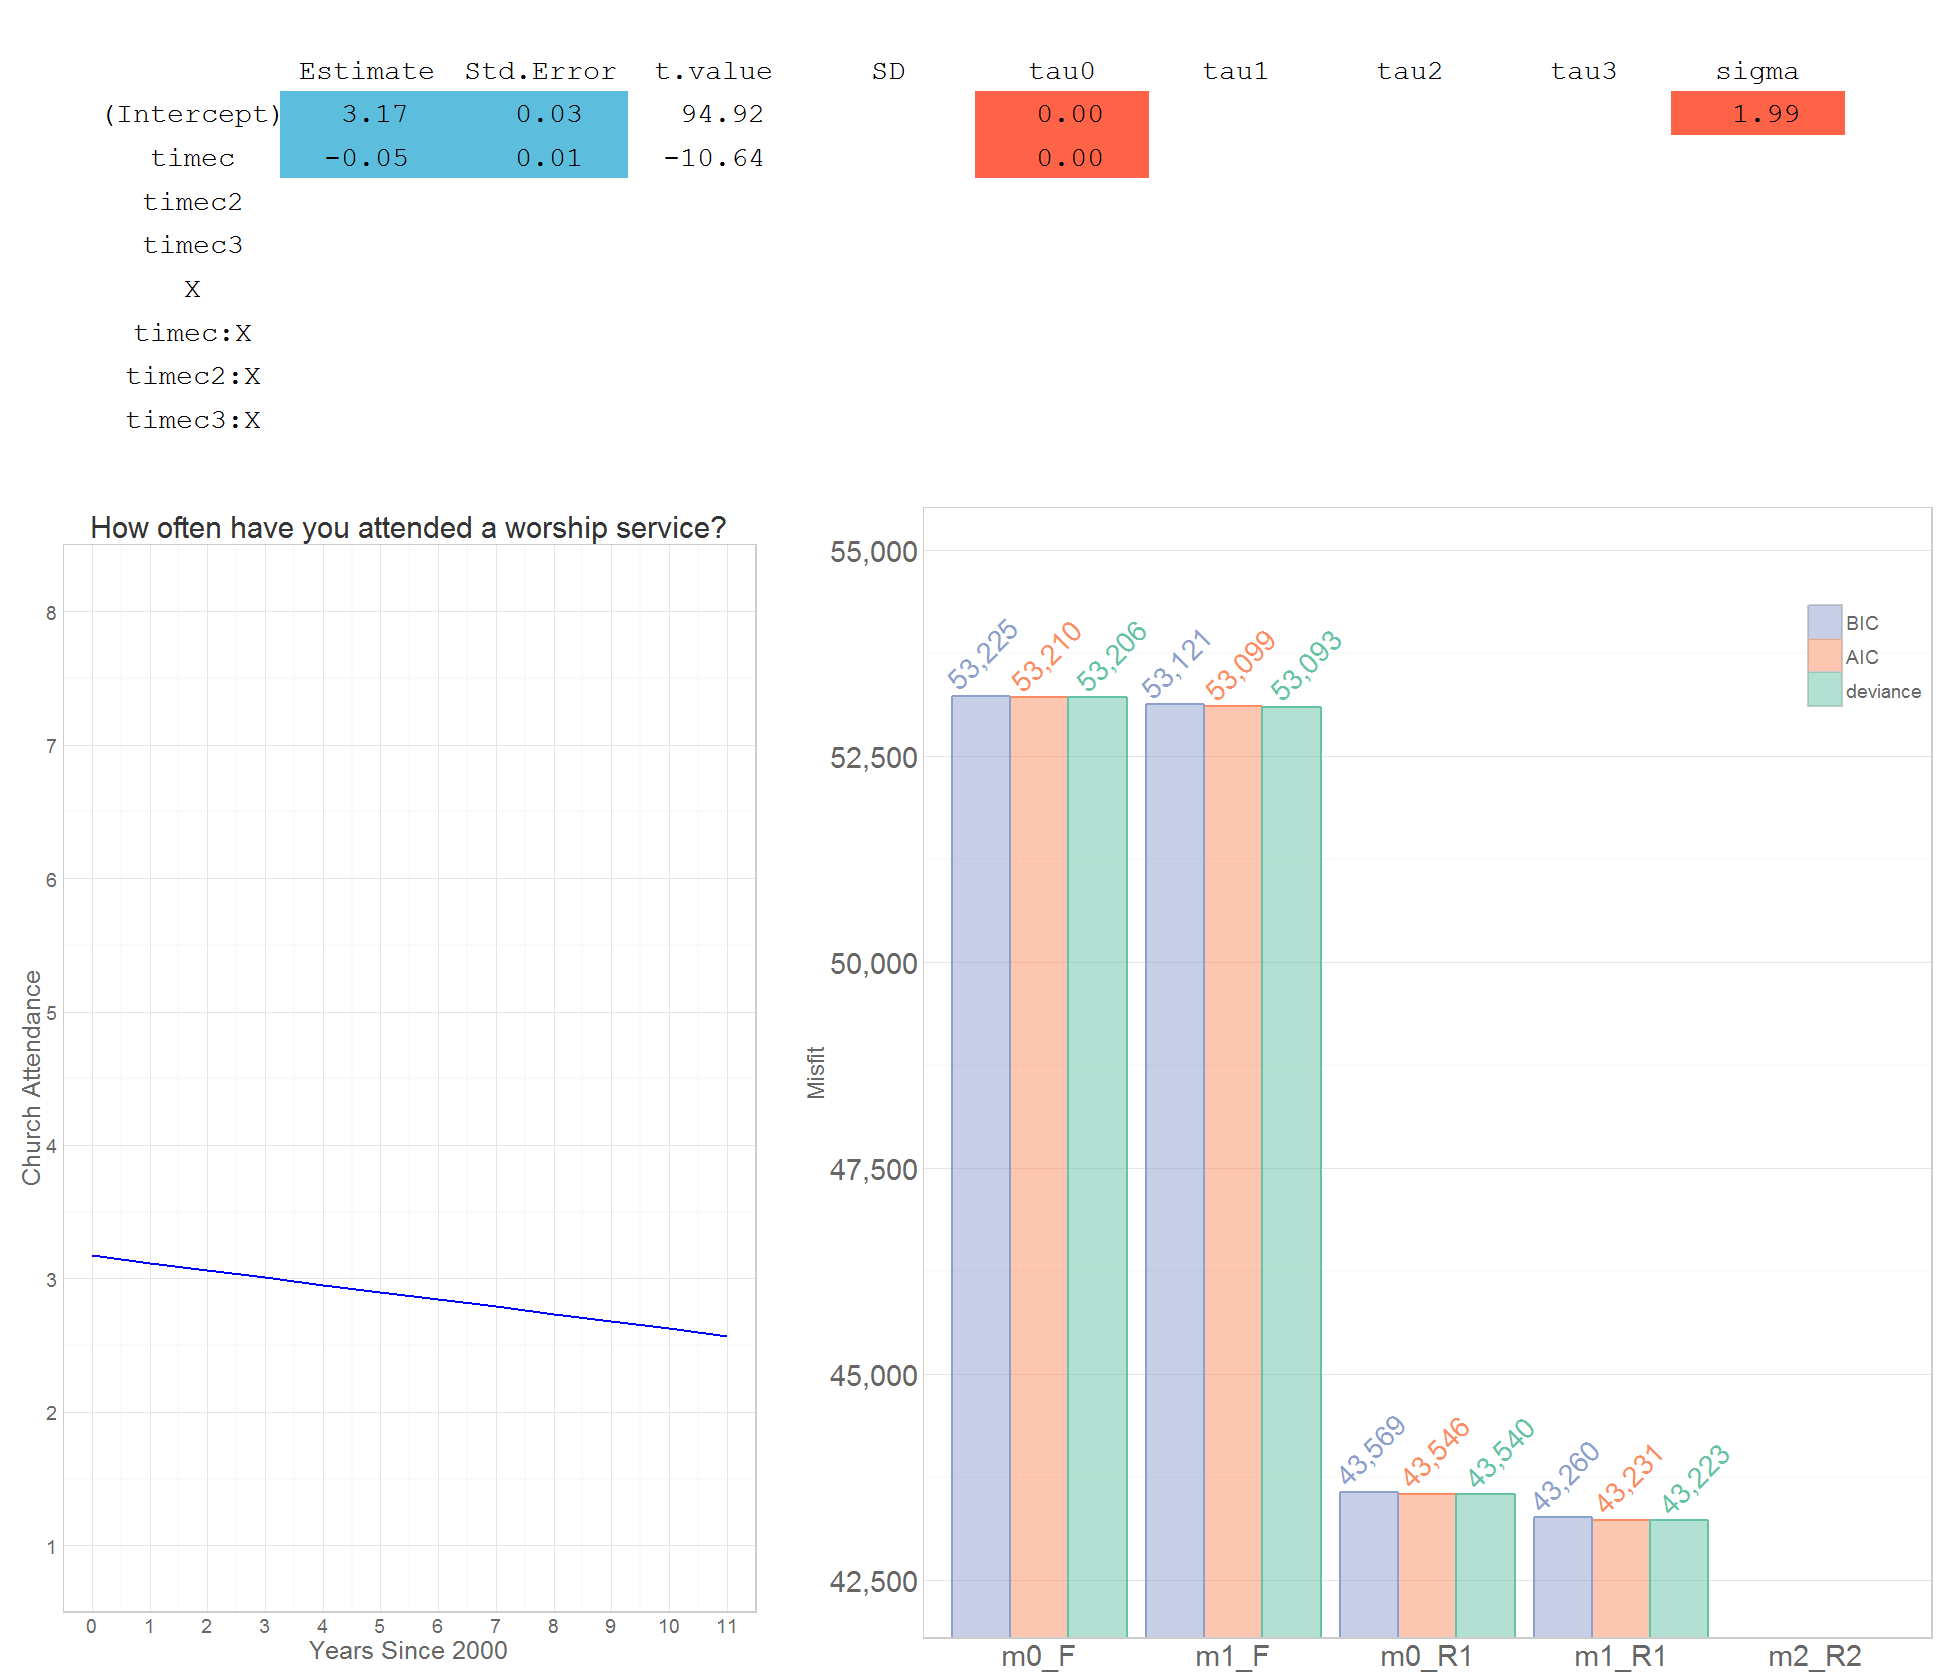 Estimate Std.Error t.value SD tau0 tau1 tau2 tau3 sigma
(Intercept) 3.17 0.03 94.92 0.00 1.99
timec -0.05 0.01 -10.64 0.00
timec2
timec3
X
timec:X
timec2:X
timec3:X
How often have you attended a worship service?
Church Attendance
8
7
6
5
4
3
2
1
0 1 2 3 4 5 6 7 8 9 10 11
Years Since 2000
Misfit
55,000
52,500
50,000
47,500
45,000
42,500
53,225 53,210 53,206 53,121 53,099 53,093
43,569 43,546 43,540 43,260 43,231 43,223
BIC
AIC
deviance
m0_F m1_F m0_R1 m1_R1 m2_R2